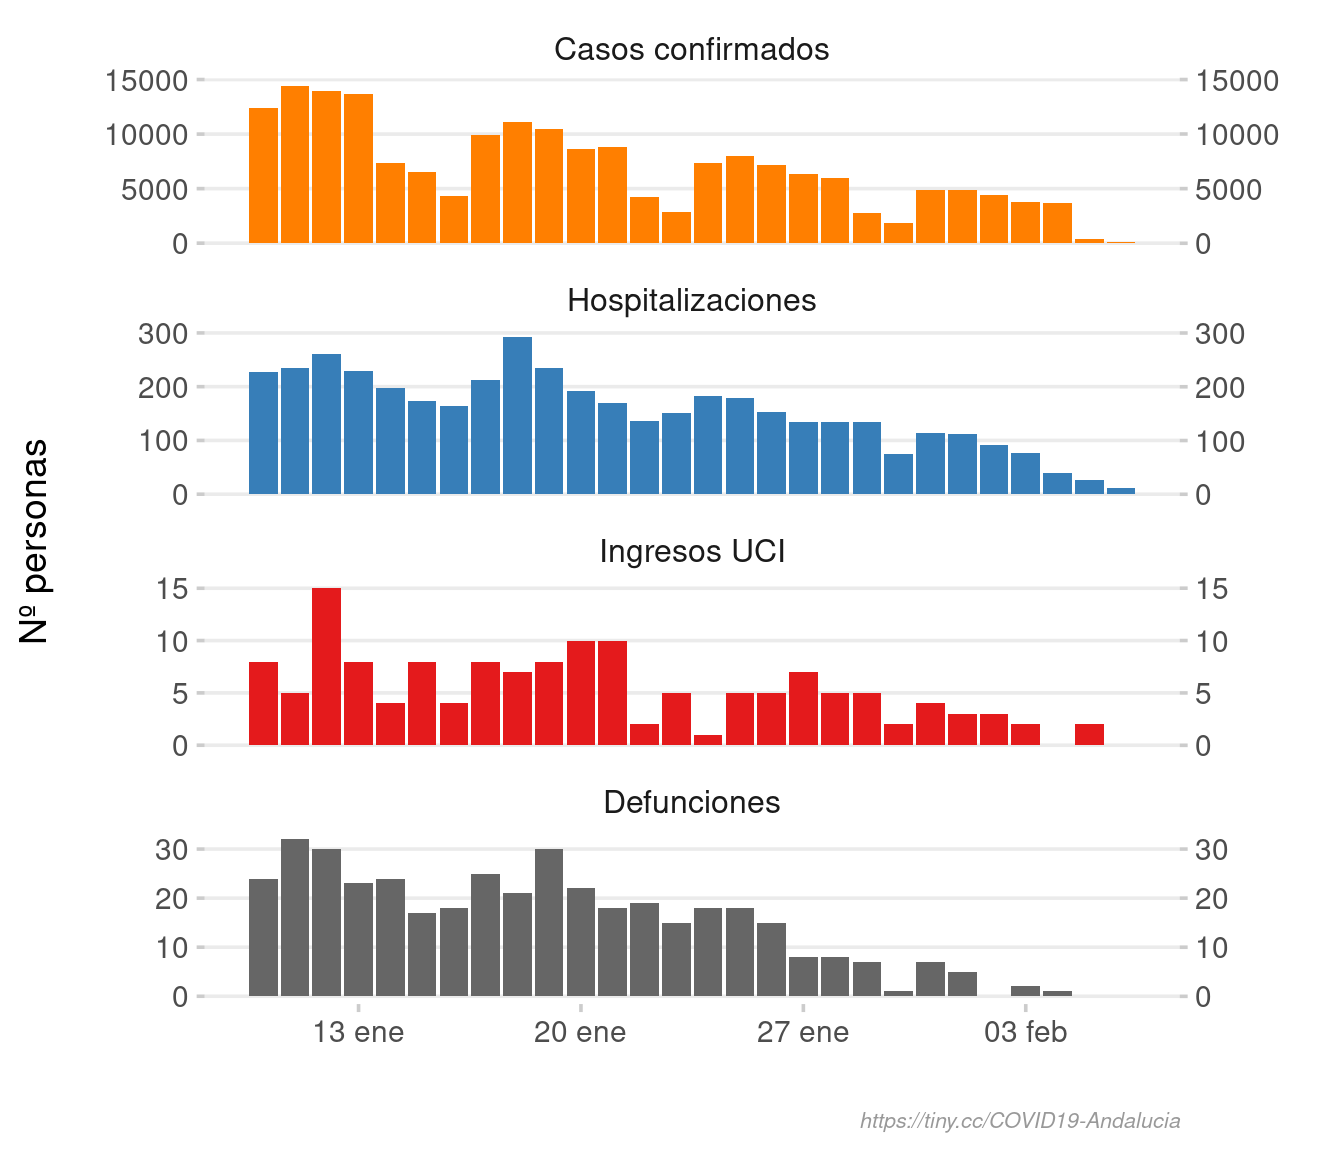 Casos confirmados
15000 15000
10000 10000
5000 5000
0 0
Hospitalizaciones
300 300
200 200
100 100
0 0
Nº personas
Ingresos UCI
15 15
10 10
5 5
0 0
Defunciones
30 30
20 20
10 10
0 0
13 ene 20 ene 27 ene 03 feb
https://tiny.cc/COVID19-Andalucia